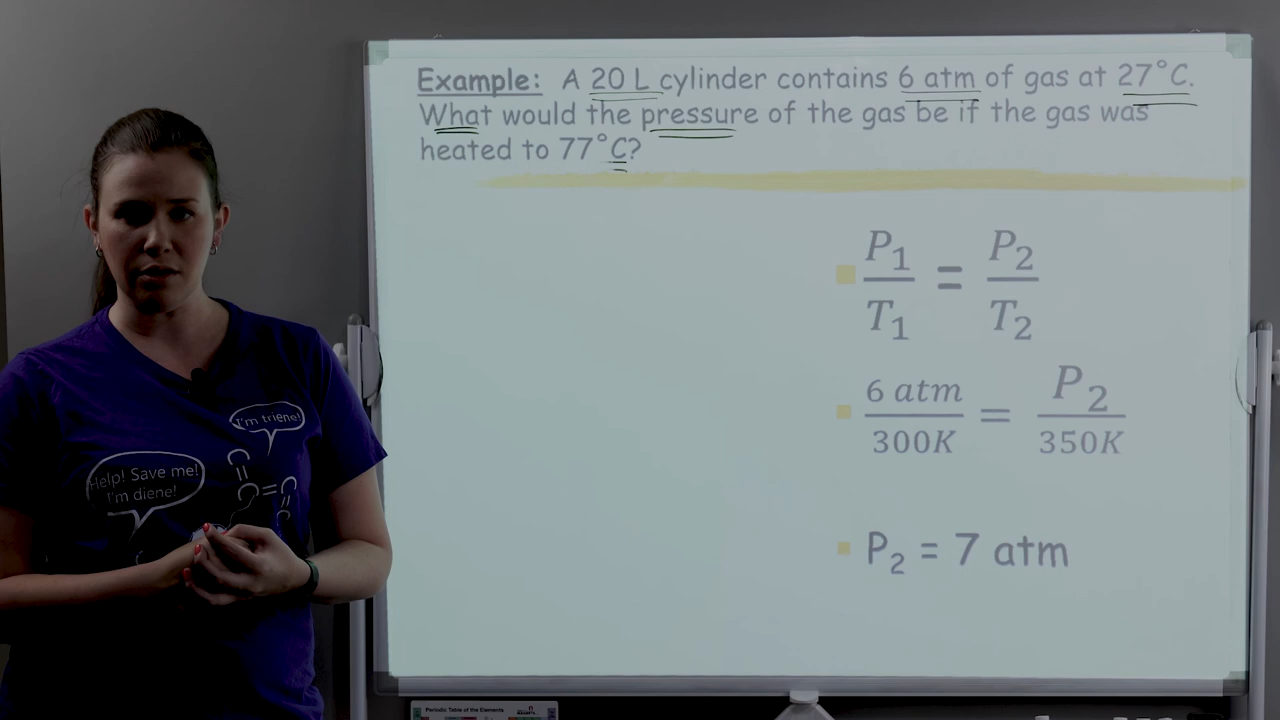 Example: A 20 L cylinder contains 6 atm of gas at 27°C.
What would the pressure of the gas be if the gas was
heated to 77°C?
P₁/T₁ = P₂/T₂
6 atm/300K = P₂/350K
P₂ = 7 atm
I'm triene!
Help! Save me!
I'm diene!
C
C=C
C
Periodic Table of the Elements